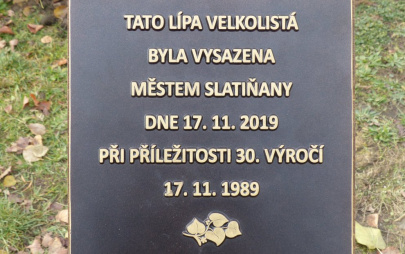 TATO LÍPA VELKOLISTÁ
BYLA VYSAZENA
MĚSTEM SLATIŇANY
DNE 17. 11. 2019
PŘI PŘÍLEŽITOSTI 30. VÝROČÍ
17. 11. 1989